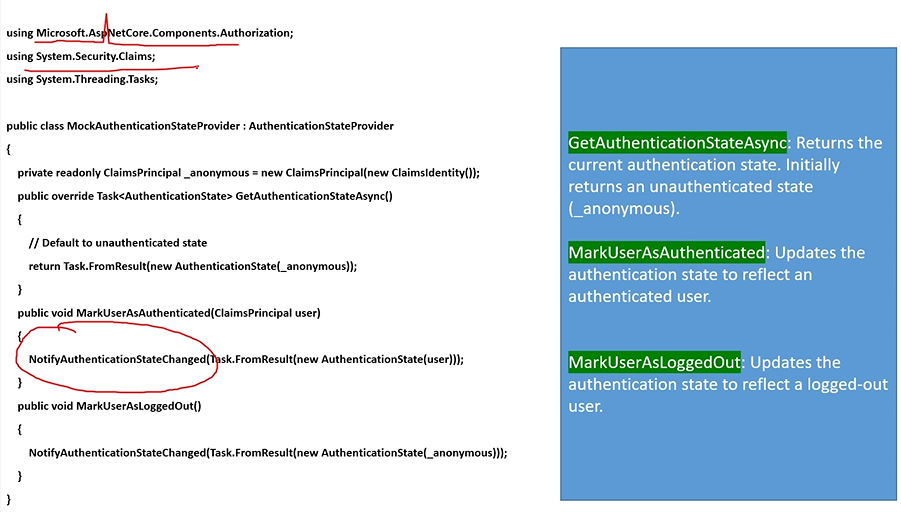 using Microsoft.AspNetCore.Components.Authorization;
using System.Security.Claims;
using System.Threading.Tasks;
public class MockAuthenticationStateProvider : AuthenticationStateProvider
{
private readonly ClaimsPrincipal _anonymous = new ClaimsPrincipal(new ClaimsIdentity());
public override Task<AuthenticationState> GetAuthenticationStateAsync()
{
// Default to unauthenticated state
return Task.FromResult(new AuthenticationState(_anonymous));
}
public void MarkUserAsAuthenticated(ClaimsPrincipal user)
{
NotifyAuthenticationStateChanged(Task.FromResult(new AuthenticationState(user)));
}
public void MarkUserAsLoggedOut()
{
NotifyAuthenticationStateChanged(Task.FromResult(new AuthenticationState(_anonymous)));
}
}
GetAuthenticationStateAsync: Returns the
current authentication state. Initially
returns an unauthenticated state
(_anonymous).
MarkUserAsAuthenticated: Updates the
authentication state to reflect an
authenticated user.
MarkUserAsLoggedOut: Updates the
authentication state to reflect a logged-out
user.